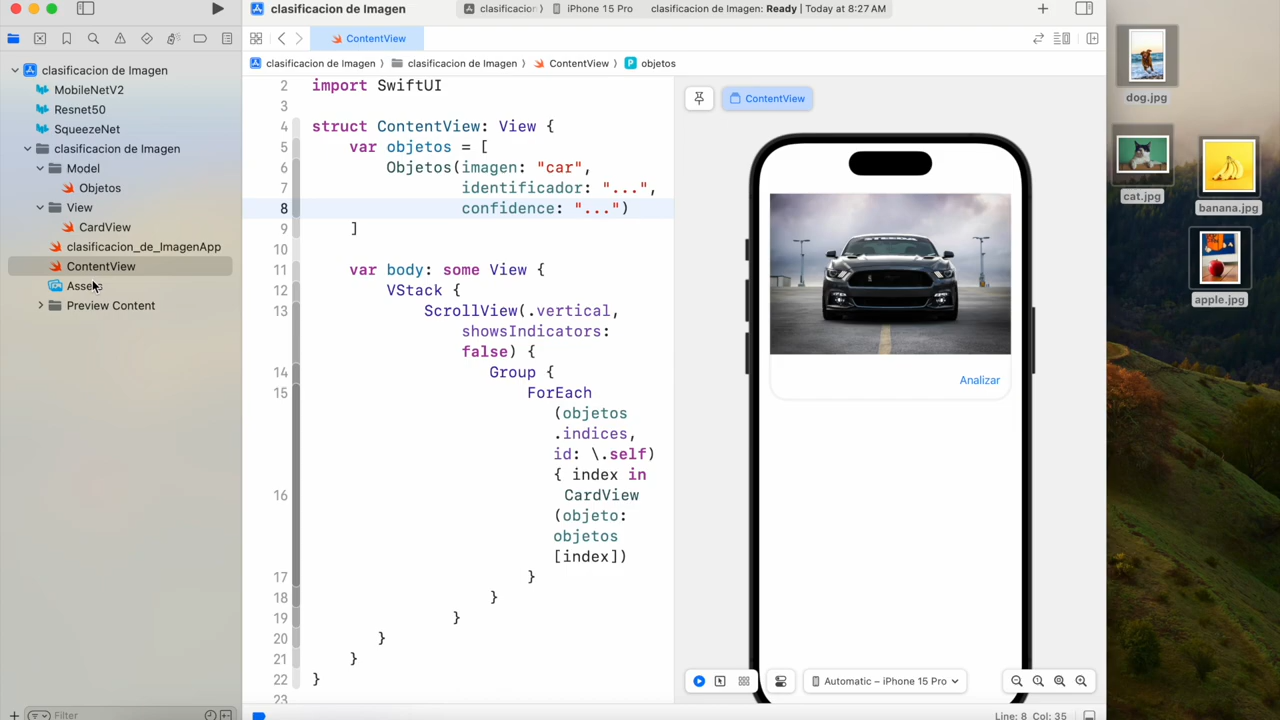 clasificacion de Imagen
clasificacion 〉 iPhone 15 Pro
clasificacion de Imagen: Ready | Today at 8:27 AM
ContentView
clasificacion de Imagen 〉 clasificacion de Imagen 〉 ContentView 〉 P objetos
clasificacion de Imagen
MobileNetV2
Resnet50
SqueezeNet
clasificacion de Imagen
Model
Objetos
View
CardView
clasificacion_de_ImagenApp
ContentView
Assets
Preview Content
Filter
2 import SwiftUI
3
4 struct ContentView: View {
5 var objetos = [
6 Objetos(imagen: "car",
7 identificador: "...",
8 confidence: "...")
9 ]
10
11 var body: some View {
12 VStack {
13 ScrollView(.vertical,
showsIndicators:
false) {
14 Group {
15 ForEach
(objetos
.indices,
id: \.self)
{ index in
16 CardView
(objeto:
objetos
[index])
17 }
18 }
19 }
20 }
21 }
22 }
23
ContentView
Analizar
Automatic – iPhone 15 Pro
Line: 8 Col: 35
dog.jpg
cat.jpg
banana.jpg
apple.jpg